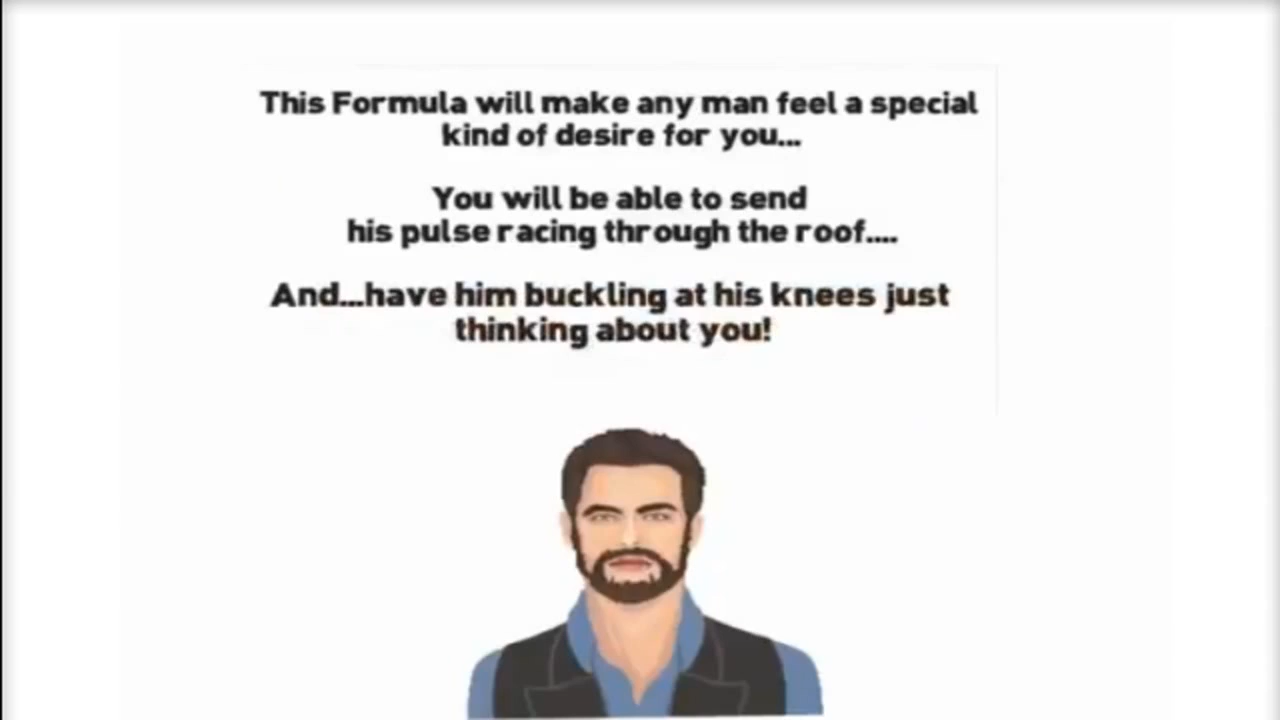 This Formula will make any man feel a special
kind of desire for you...
You will be able to send
his pulse racing through the roof....
And...have him buckling at his knees just
thinking about you!